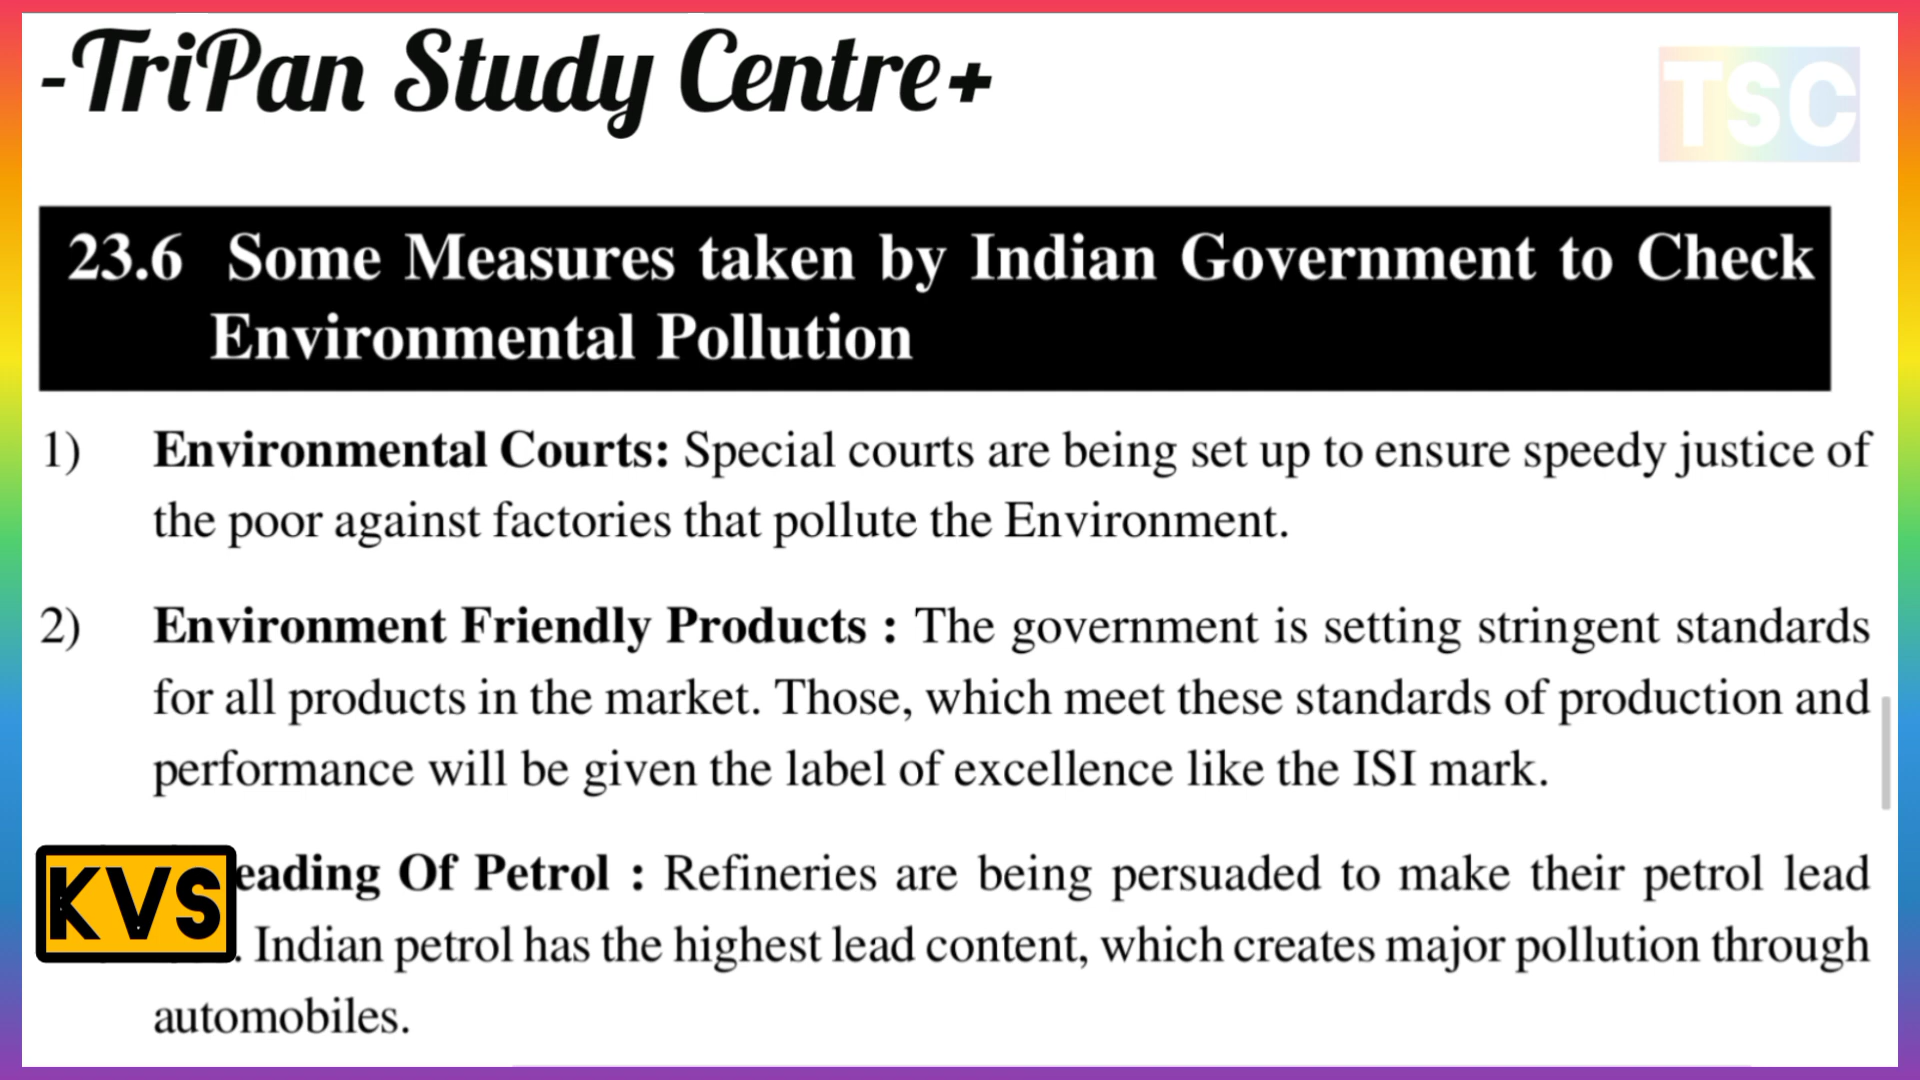 -TriPan Study Centre+
TSC
23.6 Some Measures taken by Indian Government to Check
Environmental Pollution
1) Environmental Courts: Special courts are being set up to ensure speedy justice of
the poor against factories that pollute the Environment.
2) Environment Friendly Products : The government is setting stringent standards
for all products in the market. Those, which meet these standards of production and
performance will be given the label of excellence like the ISI mark.
KVS
eading Of Petrol : Refineries are being persuaded to make their petrol lead
. Indian petrol has the highest lead content, which creates major pollution through
automobiles.